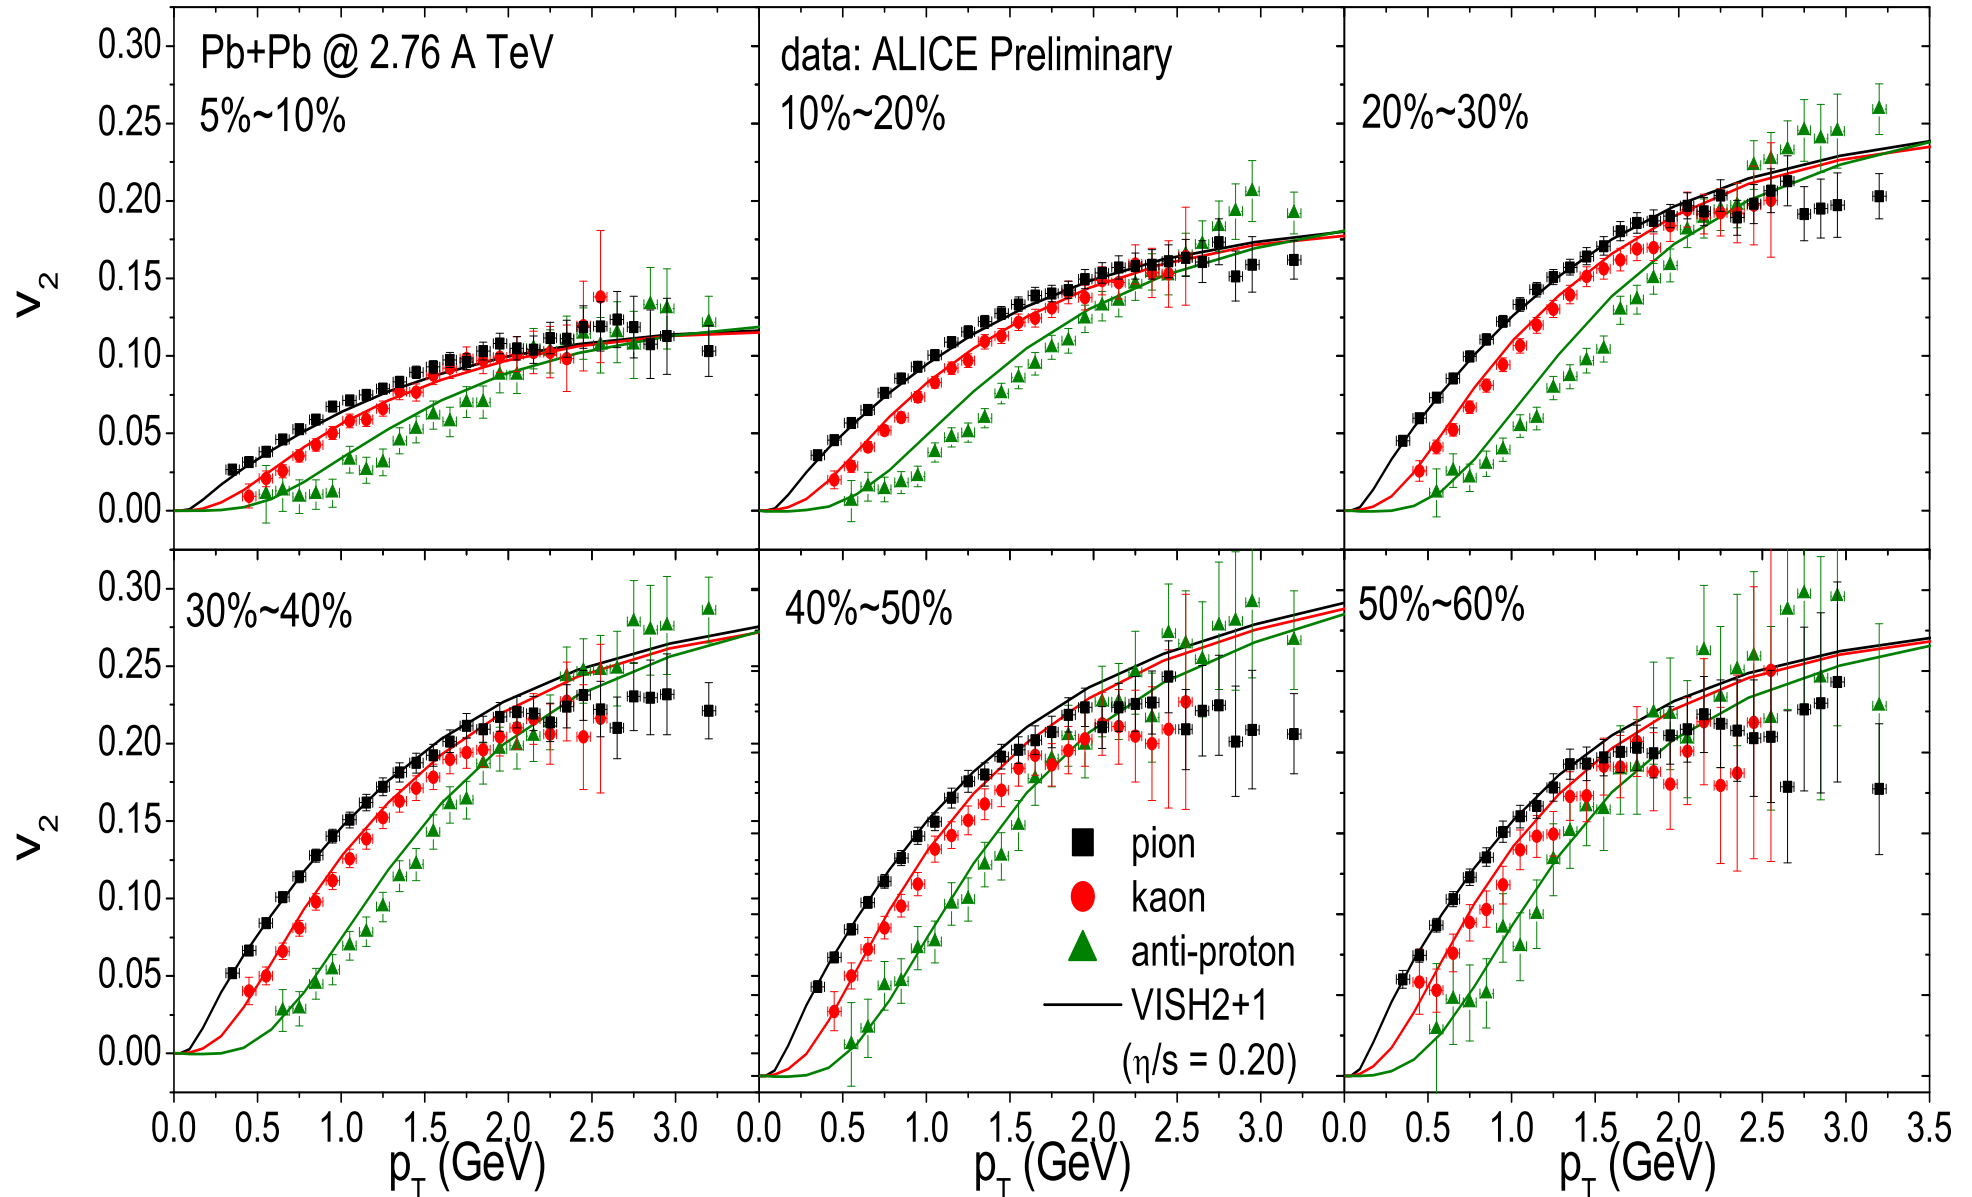 0.30
0.25
0.20
0.15
0.10
0.05
0.00
v2
Pb+Pb @ 2.76 A TeV
5%~10%
data: ALICE Preliminary
10%~20%
20%~30%
0.30
0.25
0.20
0.15
0.10
0.05
0.00
v2
30%~40%
40%~50%
50%~60%
pion
kaon
anti-proton
VISH2+1
(η/s = 0.20)
0.0 0.5 1.0 1.5 2.0 2.5 3.0 0.0 0.5 1.0 1.5 2.0 2.5 3.0 0.0 0.5 1.0 1.5 2.0 2.5 3.0 3.5
pT (GeV) pT (GeV) pT (GeV)